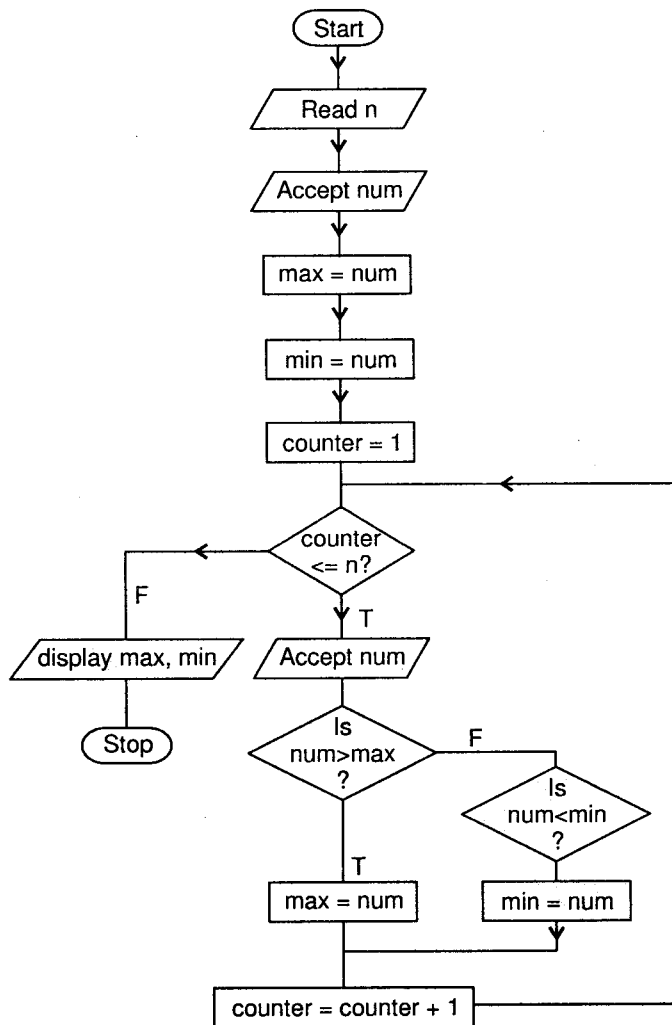 Start
Read n
Accept num
max = num
min = num
counter = 1
counter
<= n?
F
T
display max, min
Accept num
Stop
Is
num>max
?
F
Is
num<min
?
T
max = num
min = num
counter = counter + 1